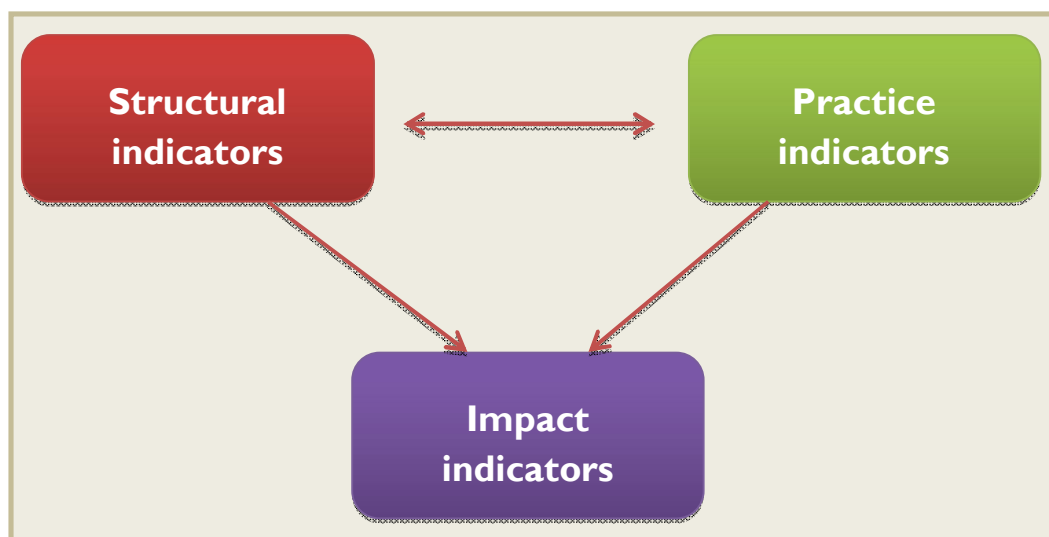 Structural
indicators
Practice
indicators
Impact
indicators